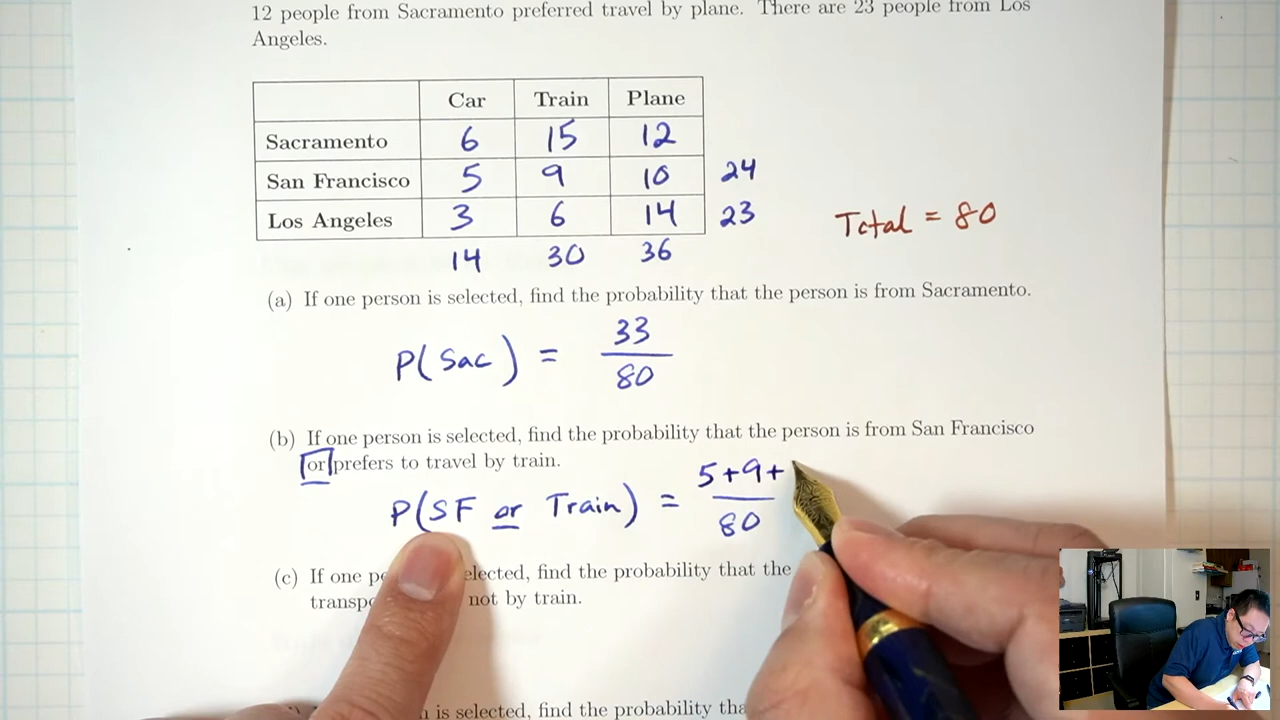 12 people from Sacramento preferred travel by plane. There are 23 people from Los
Angeles.
Car Train Plane
Sacramento 6 15 12
San Francisco 5 9 10 24
Los Angeles 3 6 14 23
14 30 36
Total = 80
(a) If one person is selected, find the probability that the person is from Sacramento.
P(Sac) = 33
80
(b) If one person is selected, find the probability that the person is from San Francisco
or prefers to travel by train.
P(SF or Train) = 5+9+
80
(c) If one elected, find the probability that the
not by train.
is selected, find the probability